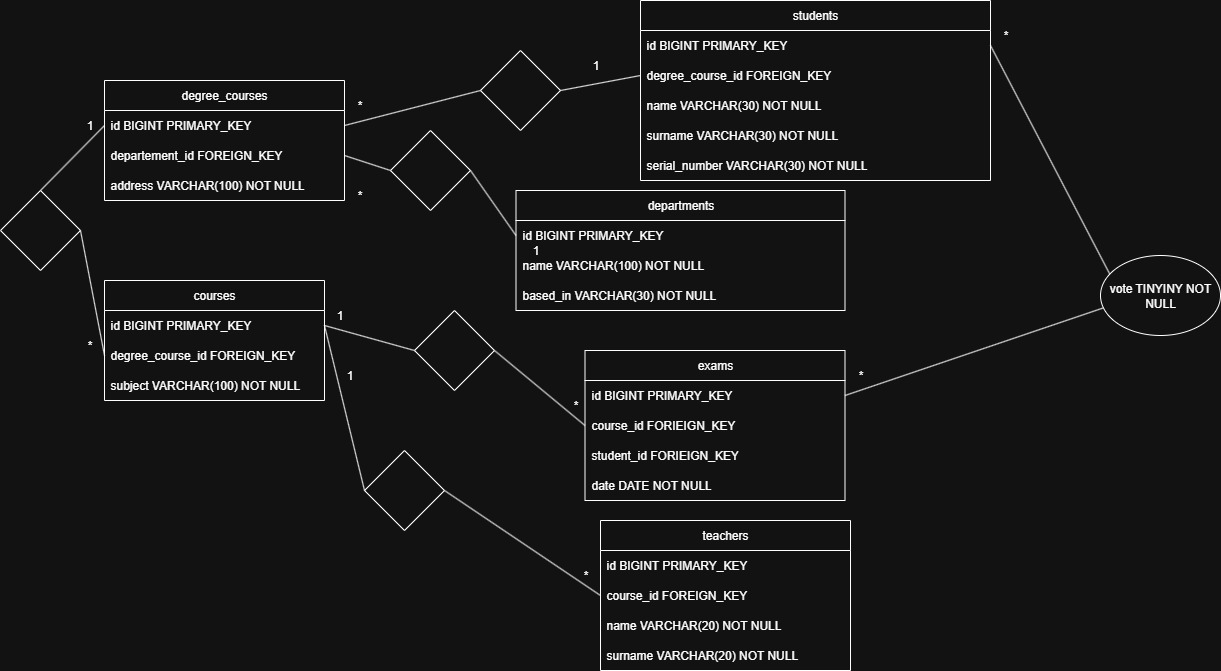 students
id BIGINT PRIMARY_KEY
degree_course_id FOREIGN_KEY
name VARCHAR(30) NOT NULL
surname VARCHAR(30) NOT NULL
serial_number VARCHAR(30) NOT NULL
*
1
degree_courses
id BIGINT PRIMARY_KEY
departement_id FOREIGN_KEY
address VARCHAR(100) NOT NULL
*
1
*
departments
id BIGINT PRIMARY_KEY
1
name VARCHAR(100) NOT NULL
based_in VARCHAR(30) NOT NULL
vote TINYINY NOT
NULL
courses
id BIGINT PRIMARY_KEY
degree_course_id FOREIGN_KEY
subject VARCHAR(100) NOT NULL
*
1
1
exams
id BIGINT PRIMARY_KEY
course_id FORIEIGN_KEY
student_id FORIEIGN_KEY
date DATE NOT NULL
*
*
teachers
id BIGINT PRIMARY_KEY
course_id FOREIGN_KEY
name VARCHAR(20) NOT NULL
surname VARCHAR(20) NOT NULL
*